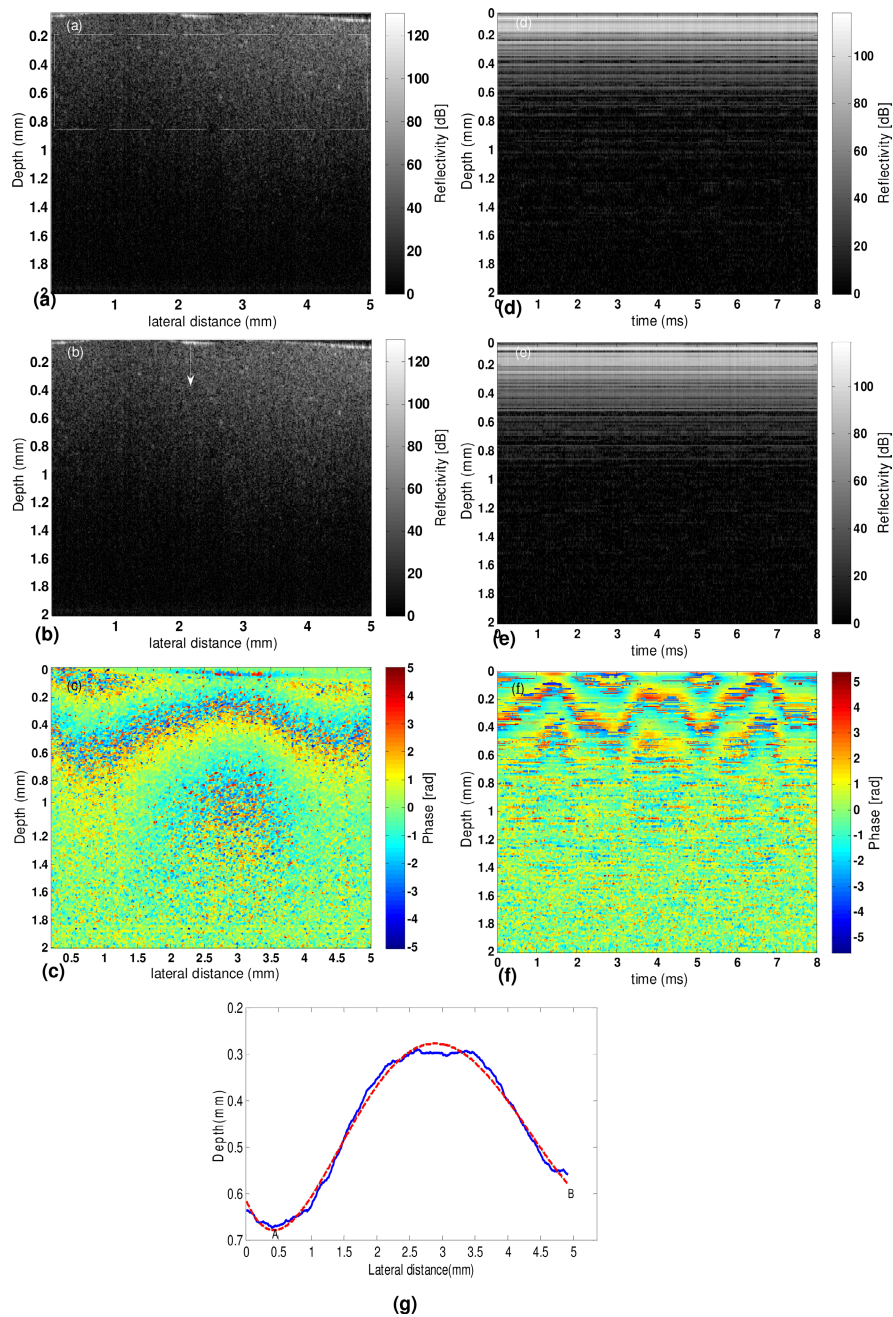 (a)
0.2
0.4
0.6
0.8
1
1.2
1.4
1.6
1.8
2
Depth (mm)
1 2 3 4 5
lateral distance (mm)
(a)
120
100
80
60
40
20
0
Reflectivity [dB]
(d)
0
0.2
0.4
0.6
0.8
1
1.2
1.4
1.6
1.8
2
Depth (mm)
0 1 2 3 4 5 6 7 8
time (ms)
(d)
100
80
60
40
20
0
Reflectivity [dB]
(b)
0.2
0.4
0.6
0.8
1
1.2
1.4
1.6
1.8
2
Depth (mm)
1 2 3 4 5
lateral distance (mm)
(b)
120
100
80
60
40
20
0
Reflectivity [dB]
(e)
0
0.2
0.4
0.6
0.8
1
1.2
1.4
1.6
1.8
2
Depth (mm)
0 1 2 3 4 5 6 7 8
time (ms)
(e)
100
80
60
40
20
0
Reflectivity [dB]
(c)
0
0.2
0.4
0.6
0.8
1
1.2
1.4
1.6
1.8
2
Depth (mm)
0.5 1 1.5 2 2.5 3 3.5 4 4.5 5
lateral distance (mm)
(c)
5
4
3
2
1
0
-1
-2
-3
-4
-5
Phase [rad]
(f)
0
0.2
0.4
0.6
0.8
1
1.2
1.4
1.6
1.8
2
Depth (mm)
0 1 2 3 4 5 6 7 8
time (ms)
(f)
5
4
3
2
1
0
-1
-2
-3
-4
-5
Phase [rad]
0.2
0.3
0.4
0.5
0.6
0.7
Depth(mm)
A
B
0 0.5 1 1.5 2 2.5 3 3.5 4 4.5 5
Lateral distance(mm)
(g)